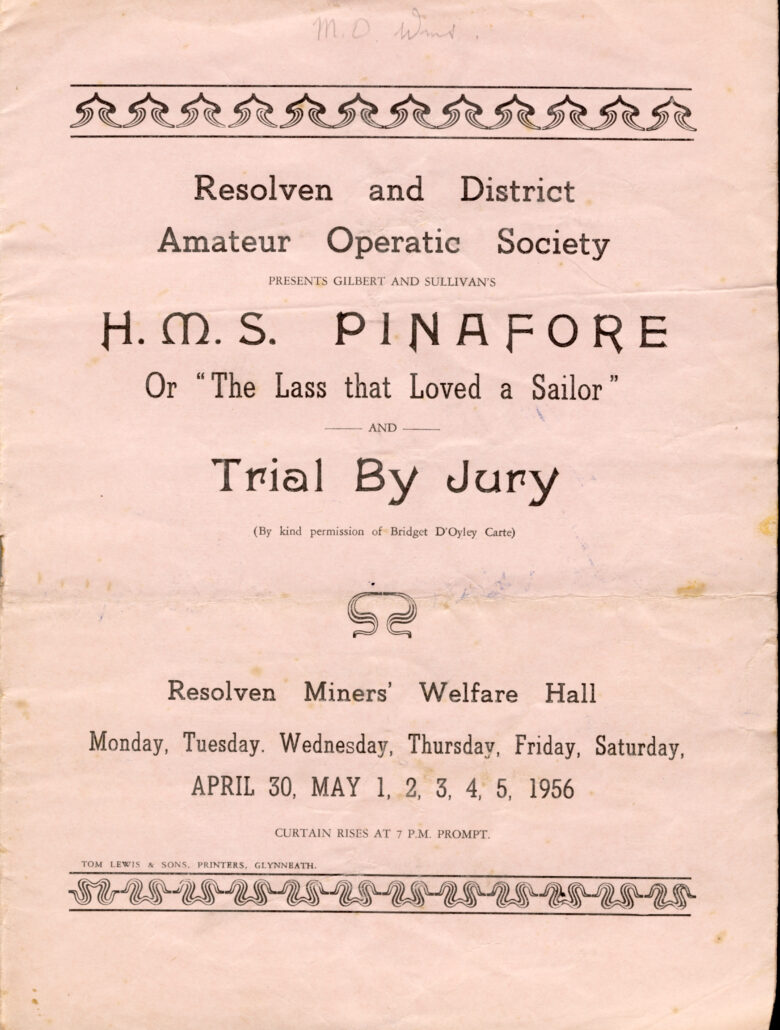 M. O.
Resolven and District
Amateur Operatic Society
PRESENTS GILBERT AND SULLIVAN'S
H. M. S. PINAFORE
Or "The Lass that Loved a Sailor"
AND
Trial By Jury
(By kind permission of Bridget D'Oyley Carte)
Resolven Miners' Welfare Hall
Monday, Tuesday. Wednesday, Thursday, Friday, Saturday,
APRIL 30, MAY 1, 2, 3, 4, 5, 1956
CURTAIN RISES AT 7 P.M. PROMPT.
TOM LEWIS & SONS, PRINTERS, GLYNNEATH.